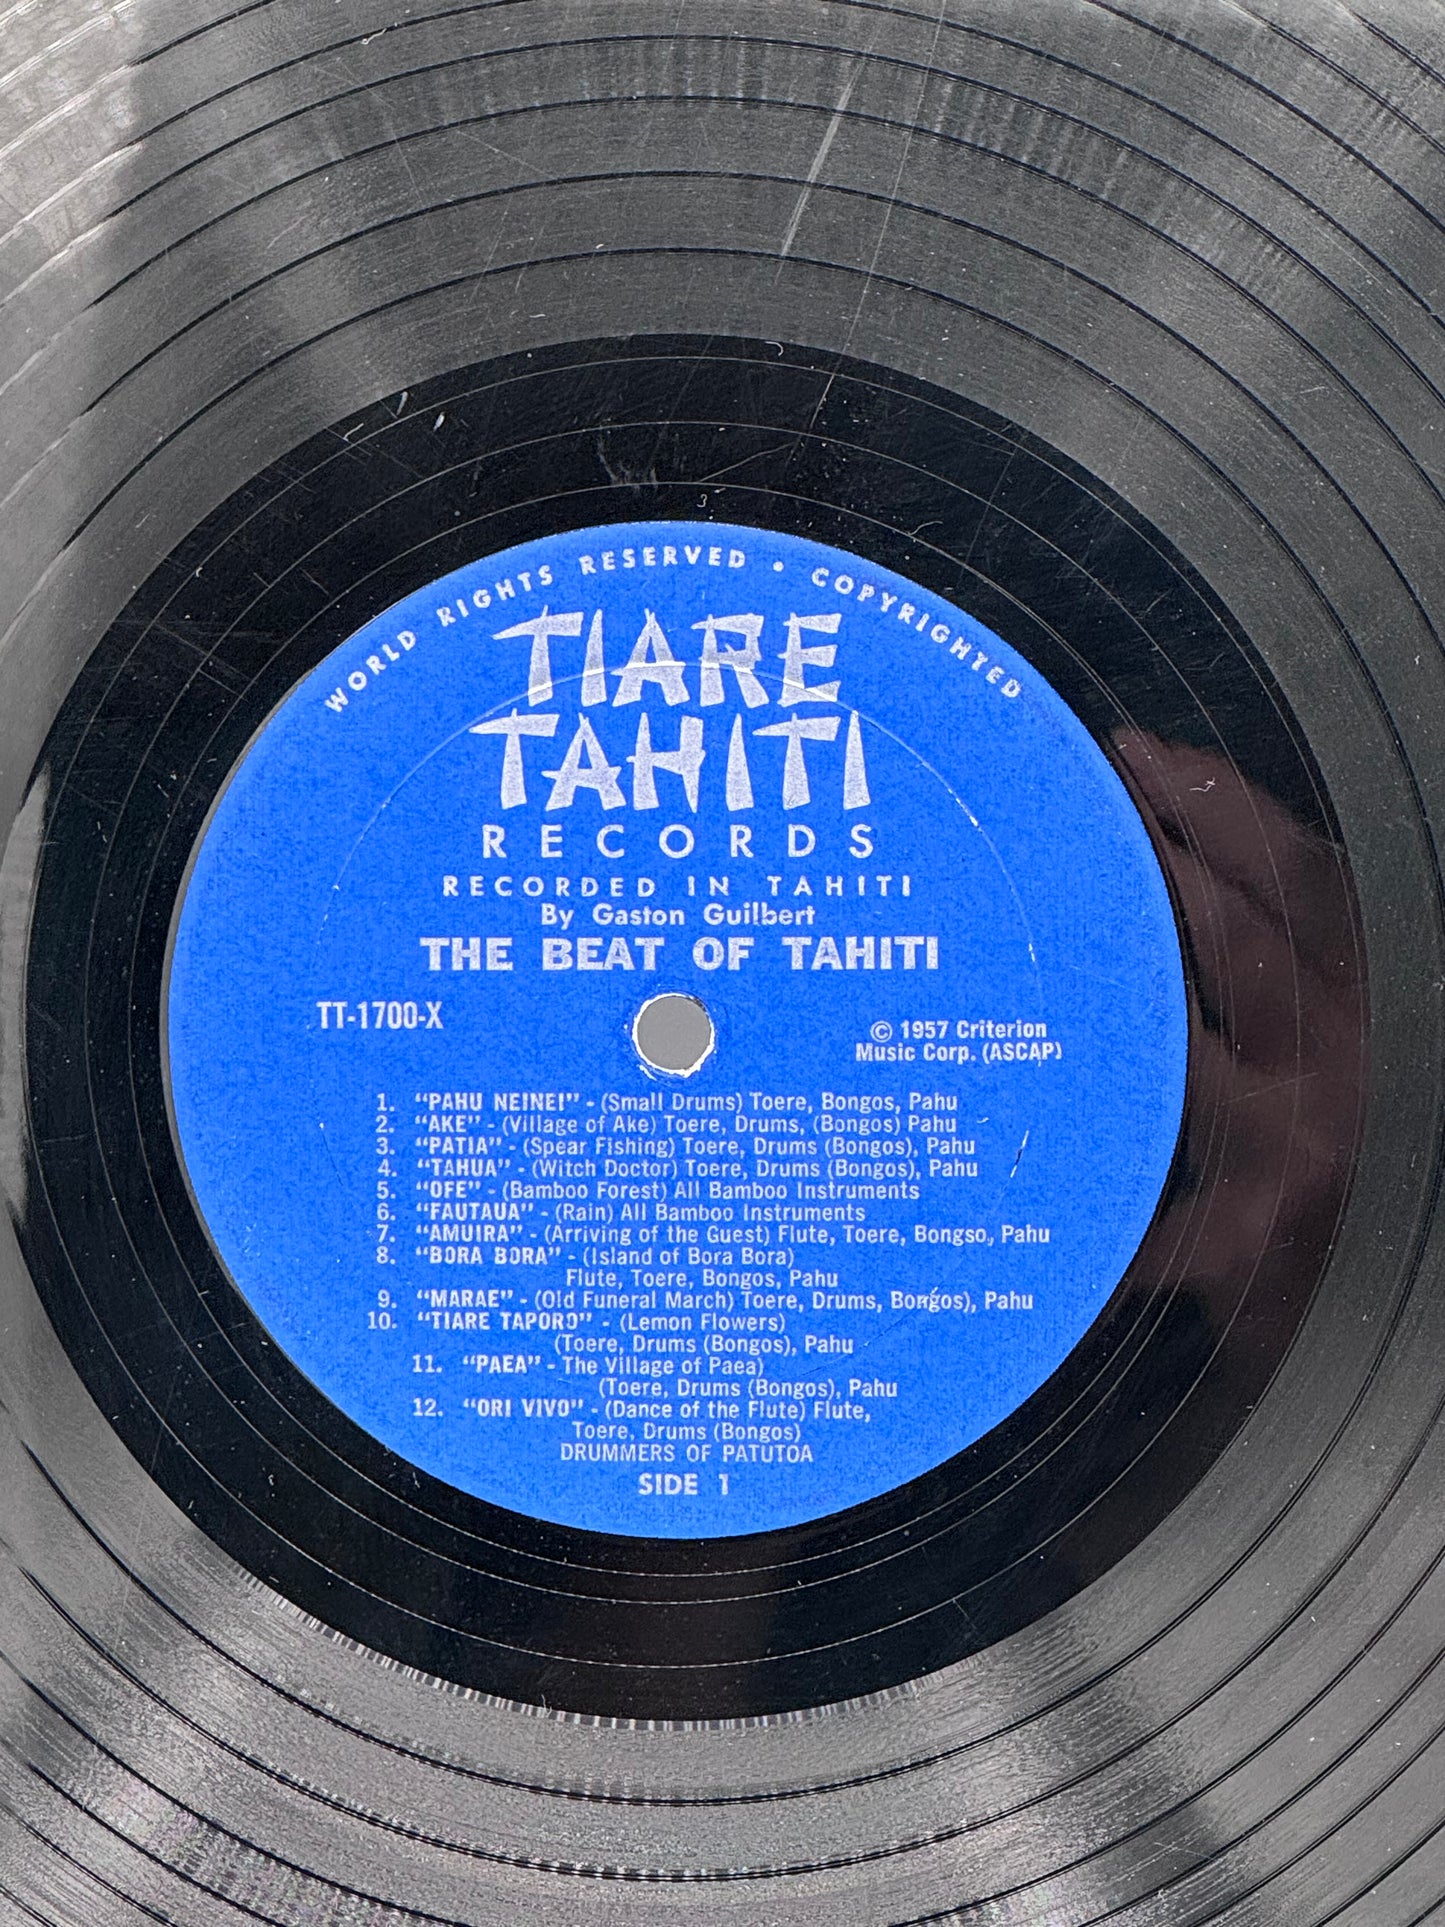 WORLD RIGHTS RESERVED • COPYRIGHYED
TIARE
TAHITI
RECORDS
RECORDED IN TAHITI
By Gaston Guilbert
THE BEAT OF TAHITI
TT-1700-X
© 1957 Criterion
Music Corp. (ASCAP)
1. "PAHU NEINEI" - (Small Drums) Toere, Bongos, Pahu
2. "AKE" - (Village of Ake) Toere, Drums, (Bongos) Pahu
3. "PATIA" - (Spear Fishing) Toere, Drums (Bongos), Pahu
4. "TAHUA" - (Witch Doctor) Toere, Drums (Bongos), Pahu
5. "OFE" - (Bamboo Forest) All Bamboo Instruments
6. "FAUTAUA" - (Rain) All Bamboo Instruments
7. "AMUIRA" - (Arriving of the Guest) Flute, Toere, Bongso, Pahu
8. "BORA BORA" - (Island of Bora Bora)
Flute, Toere, Bongos, Pahu
9. "MARAE" - (Old Funeral March) Toere, Drums, Bongos), Pahu
10. "TIARE TAPORO" - (Lemon Flowers)
(Toere, Drums (Bongos), Pahu
11. "PAEA" - The Village of Paea)
(Toere, Drums (Bongos), Pahu
12. "ORI VIVO" - (Dance of the Flute) Flute,
Toere, Drums (Bongos)
DRUMMERS OF PATUTOA
SIDE 1